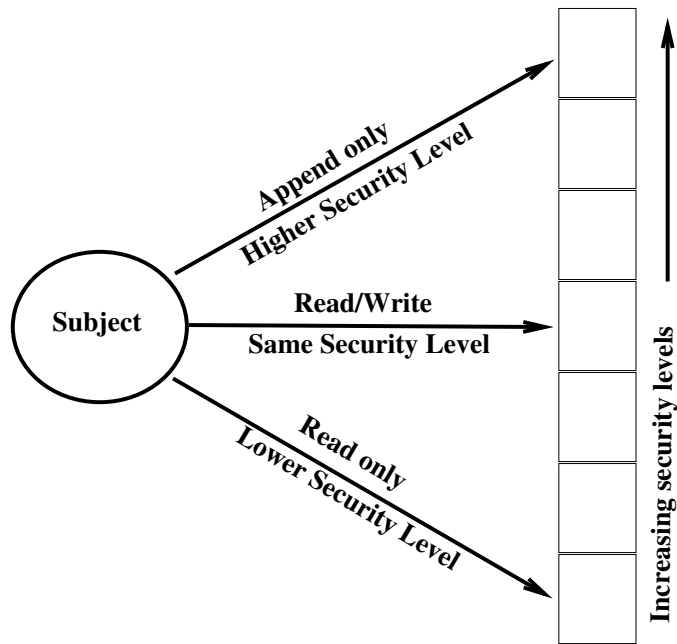 Append only
Higher Security Level
Subject
Read/Write
Same Security Level
Read only
Lower Security Level
Increasing security levels